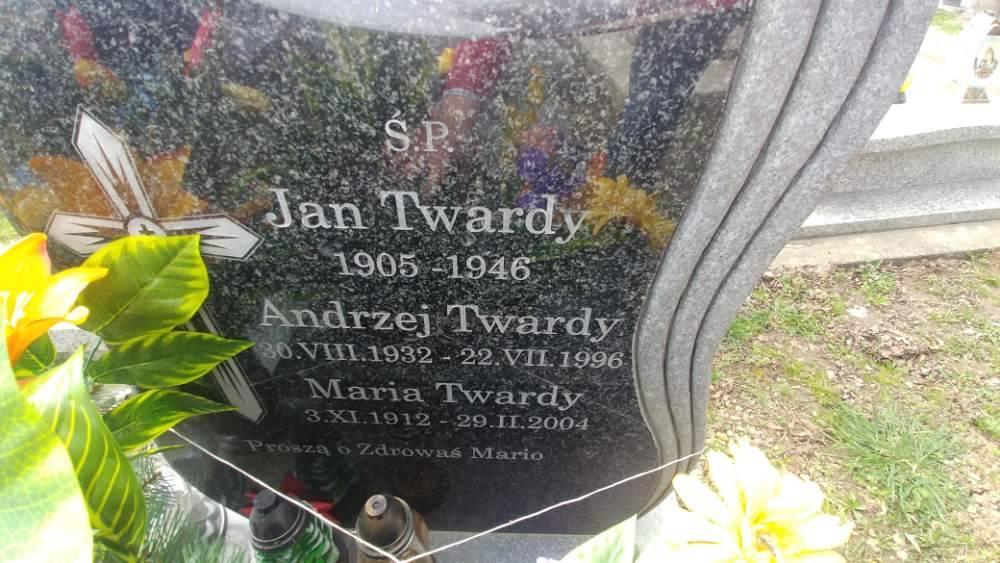 Ś.P.
Jan Twardy
1905 - 1946
Andrzej Twardy
30.VIII.1932 - 22.VII.1996
Maria Twardy
3.XI.1912 - 29.II.2004
Proszą o Zdrowaś Mario